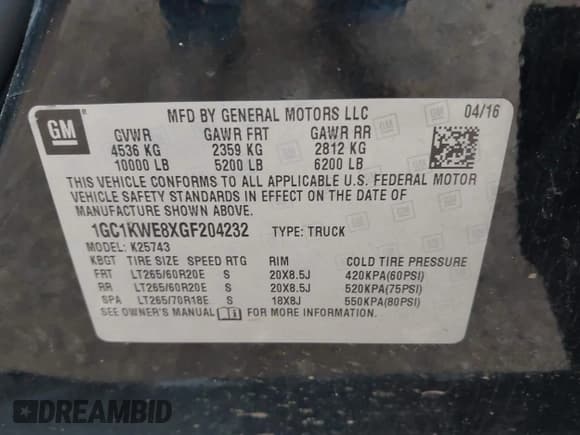 GM
MFD BY GENERAL MOTORS LLC 04/16
GVWR GAWR FRT GAWR RR
4536 KG 2359 KG 2812 KG
10000 LB 5200 LB 6200 LB
THIS VEHICLE CONFORMS TO ALL APPLICABLE U.S. FEDERAL MOTOR
VEHICLE SAFETY STANDARDS IN EFFECT ON THE DATE OF
MANUFACTURE SHOWN ABOVE.
1GC1KWE8XGF204232 TYPE: TRUCK
MODEL: K25743
KBGT TIRE SIZE SPEED RTG RIM COLD TIRE PRESSURE
FRT LT265/60R20E S 20X8.5J 420KPA(60PSI)
RR LT265/60R20E S 20X8.5J 520KPA(75PSI)
SPA LT265/70R18E S 18X8J 550KPA(80PSI)
SEE OWNER'S MANUAL FOR MORE INFORMATION
DREAMBID